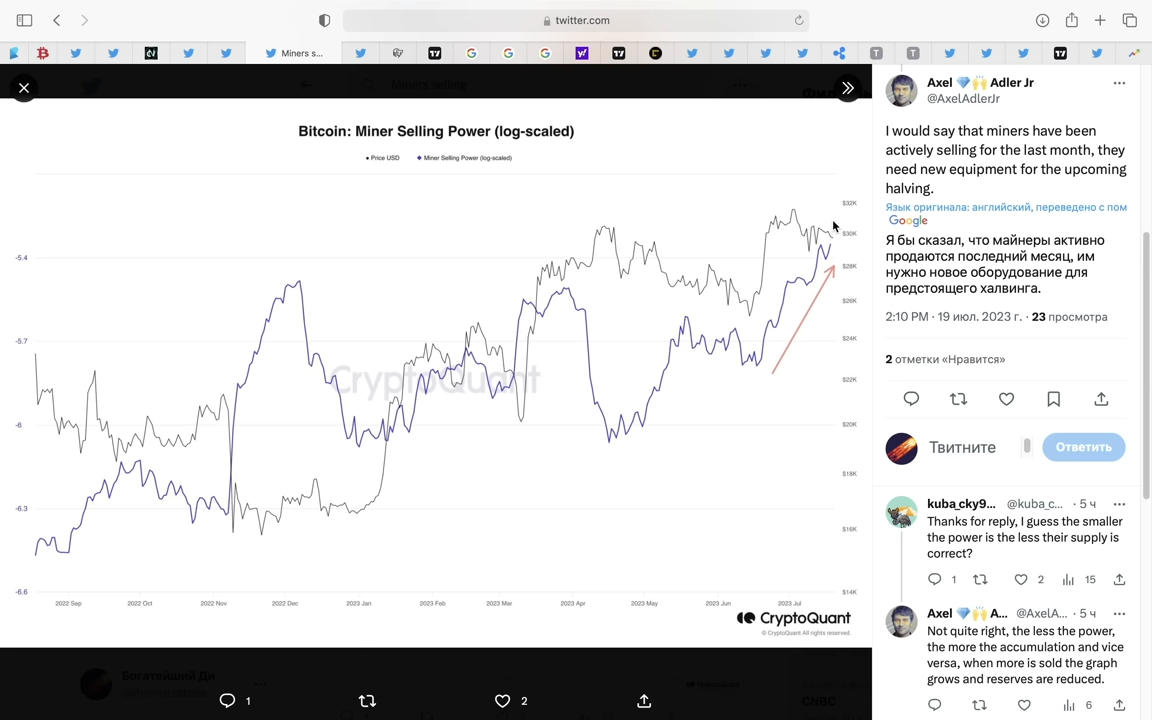 twitter.com
Miners s...
Miners selling
Bitcoin: Miner Selling Power (log-scaled)
Price USD
Miner Selling Power (log-scaled)
$32K
$30K
$28K
$26K
$24K
$22K
$20K
$18K
$16K
$14K
-5.4
-5.7
-6
-6.3
-6.6
CryptoQuant
2022 Sep
2022 Oct
2022 Nov
2022 Dec
2023 Jan
2023 Feb
2023 Mar
2023 Apr
2023 May
2023 Jun
2023 Jul
CryptoQuant
© CryptoQuant All rights reserved.
Богатейший Ди
CNBC
1
2
Axel 💎🙌 Adler Jr
@AxelAdlerJr
I would say that miners have been
actively selling for the last month, they
need new equipment for the upcoming
halving.
Язык оригинала: английский, переведено с пом
Google
Я бы сказал, что майнеры активно
продаются последний месяц, им
нужно новое оборудование для
предстоящего халвинга.
2:10 PM · 19 июл. 2023 г. · 23 просмотра
2 отметки «Нравится»
Твитните
Ответить
kuba_cky9... @kuba_c... · 5 ч
Thanks for reply, I guess the smaller
the power is the less their supply is
correct?
1 2 15
Axel 💎🙌 A... @AxelA... · 5 ч
Not quite right, the less the power,
the more the accumulation and vice
versa, when more is sold the graph
grows and reserves are reduced.
6